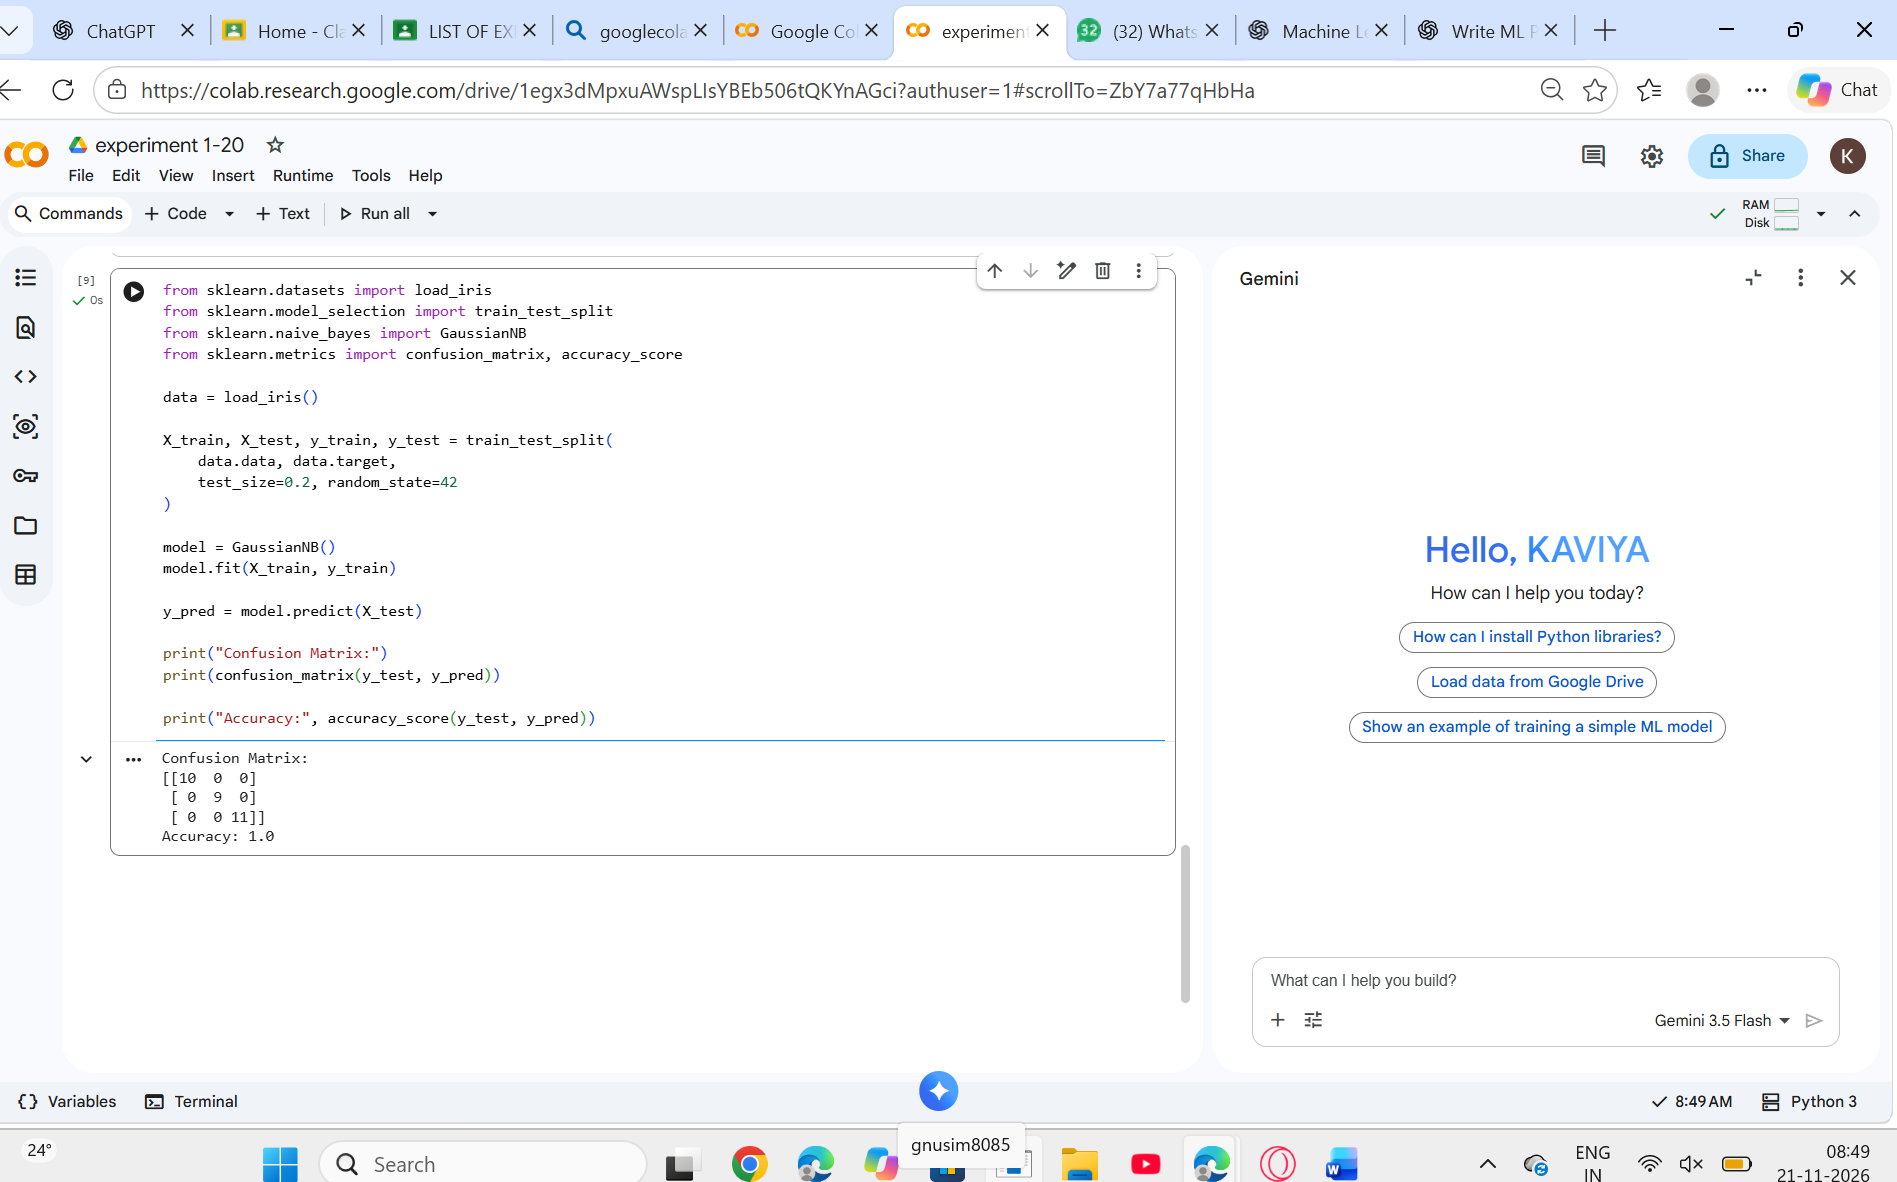 ChatGPT
Home - Cla
LIST OF EX
googlecola
Google Co
experiment
32
(32) Whats
Machine Le
Write ML P
https://colab.research.google.com/drive/1egx3dMpxuAWspLIsYBEb506tQKYnAGci?authuser=1#scrollTo=ZbY7a77qHbHa
Chat
experiment 1-20
File Edit View Insert Runtime Tools Help
Share
K
Commands + Code + Text Run all
RAM
Disk
[9]
0s
from sklearn.datasets import load_iris
from sklearn.model_selection import train_test_split
from sklearn.naive_bayes import GaussianNB
from sklearn.metrics import confusion_matrix, accuracy_score
data = load_iris()
X_train, X_test, y_train, y_test = train_test_split(
data.data, data.target,
test_size=0.2, random_state=42
)
model = GaussianNB()
model.fit(X_train, y_train)
y_pred = model.predict(X_test)
print("Confusion Matrix:")
print(confusion_matrix(y_test, y_pred))
print("Accuracy:", accuracy_score(y_test, y_pred))
Confusion Matrix:
[[10  0  0]
[ 0  9  0]
[ 0  0 11]]
Accuracy: 1.0
Gemini
Hello, KAVIYA
How can I help you today?
How can I install Python libraries?
Load data from Google Drive
Show an example of training a simple ML model
What can I help you build?
Gemini 3.5 Flash
Variables
Terminal
8:49 AM
Python 3
gnusim8085
24°
Search
ENG
IN
08:49
21-11-2026